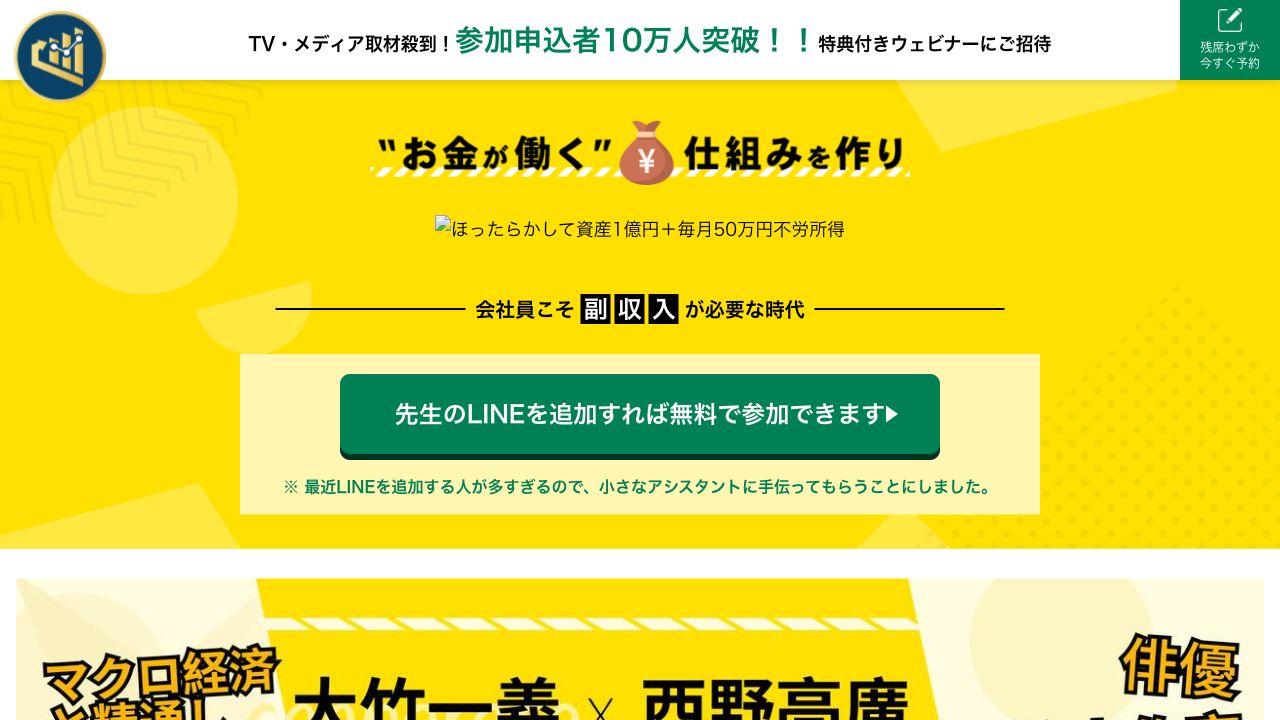 TV・メディア取材殺到！参加申込者10万人突破！！特典付きウェビナーにご招待
残席わずか
今すぐ予約
“お金が働く”仕組みを作り
ほったらかして資産1億円＋毎月50万円不労所得
会社員こそ副収入が必要な時代
先生のLINEを追加すれば無料で参加できます
※ 最近LINEを追加する人が多すぎるので、小さなアシスタントに手伝ってもらうことにしました。
マクロ経済
と精通し
大竹一義 × 西野高廣
俳優